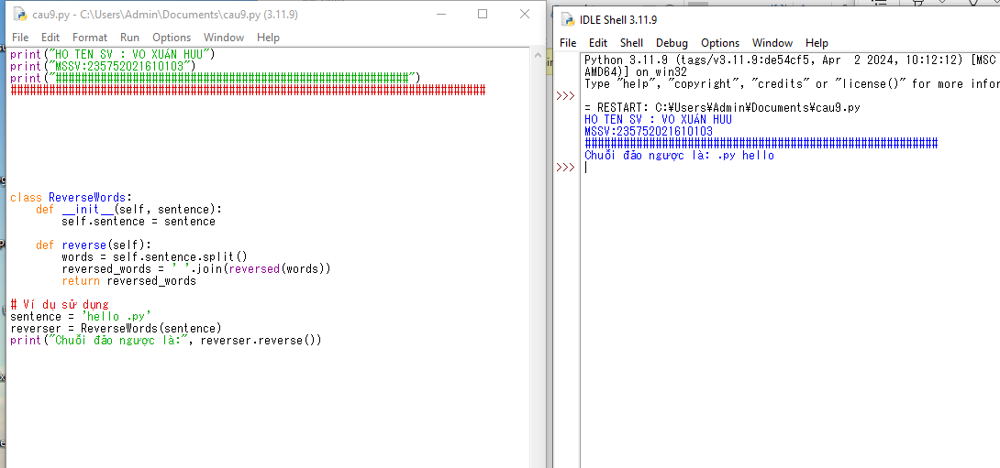 cau9.py - C:\Users\Admin\Documents\cau9.py (3.11.9)
File Edit Format Run Options Window Help
print("HO TEN SV : VO XUÁN HUU")
print("MSSV:235752021610103")
class ReverseWords:
    def __init__(self, sentence):
        self.sentence = sentence
    def reverse(self):
        words = self.sentence.split()
        reversed_words = ' '.join(reversed(words))
        return reversed_words
# Ví dụ sử dụng
sentence = 'hello .py'
reverser = ReverseWords(sentence)
print("Chuỗi đảo ngược là:", reverser.reverse())
IDLE Shell 3.11.9
File Edit Shell Debug Options Window Help
Python 3.11.9 (tags/v3.11.9:de54cf5, Apr  2 2024, 10:12:12) [MSC
AMD64)] on win32
Type "help", "copyright", "credits" or "license()" for more
>>>
= RESTART: C:\Users\Admin\Documents\cau9.py
HO TEN SV : VO XUÁN HUU
MSSV:235752021610103
Chuỗi đảo ngược là: .py hello
>>>